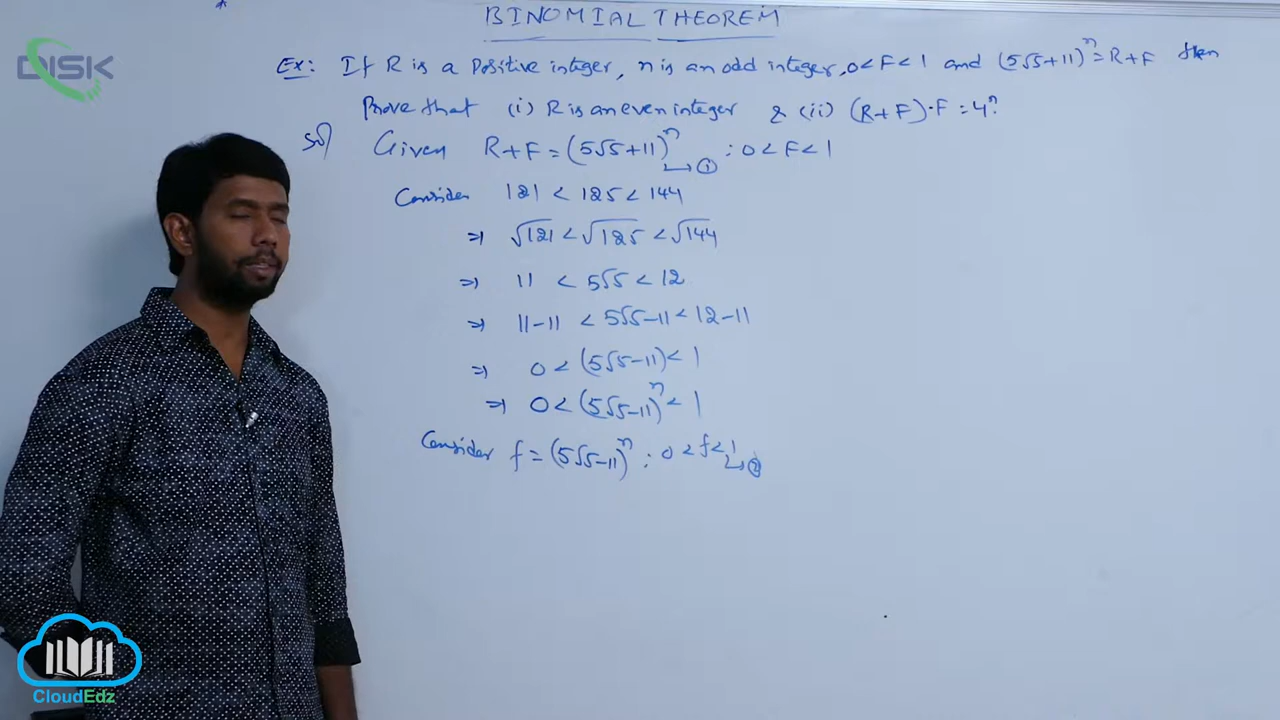 BINOMIAL THEOREM
DISK
Ex: If R is a Positive integer, n is an odd integer, 0<F<1 and (5√5+11)^n = R+F then
Prove that (i) R is an even integer & (ii) (R+F)·F = 4^n?
Sol Given R+F = (5√5+11)^n → ① ; 0<F<1
Consider 121 < 125 < 144
⇒ √121 < √125 < √144
⇒ 11 < 5√5 < 12
⇒ 11-11 < 5√5-11 < 12-11
⇒ 0 < (5√5-11) < 1
⇒ 0 < (5√5-11)^n < 1
Consider f = (5√5-11)^n ; 0 < f < 1 → ②
CloudEdz